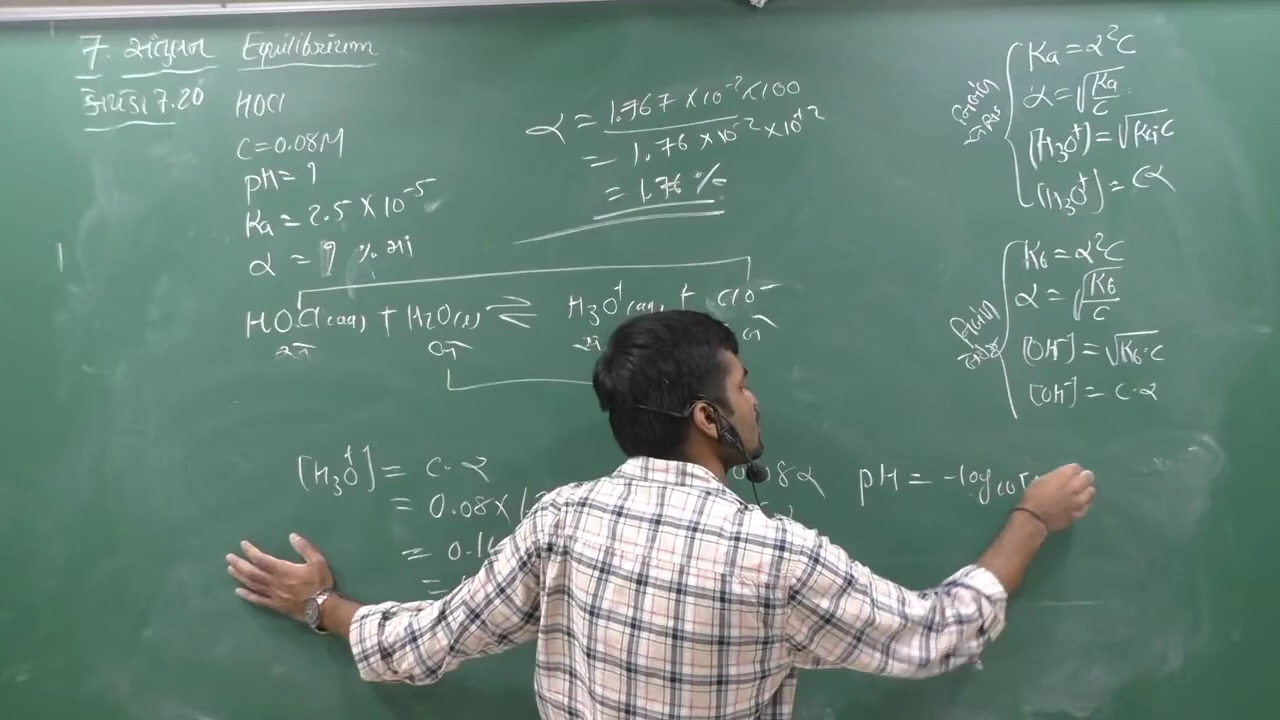 7. સંતુલન Equilibrium
7.20 HOCl
C = 0.08M
pH = ?
Ka = 2.5 × 10⁻⁵
α = ? % માં
α = 1.767 × 10⁻² × 100
= 1.76 × 10⁻² × 10⁺²
= 1.76 %
HOCl(aq) + H2O(l) ⇌ H3O⁺(aq) + ClO⁻
[H3O⁺] = C·α
= 0.08 ×
= 0.1
=
08α
pH = -log10[
Ka = α²C
α = √Ka/C
[H3O⁺] = √Ka·C
[H3O⁺] = Cα
Kb = α²C
α = √Kb/C
[OH⁻] = √Kb·C
[OH⁻] = C·α